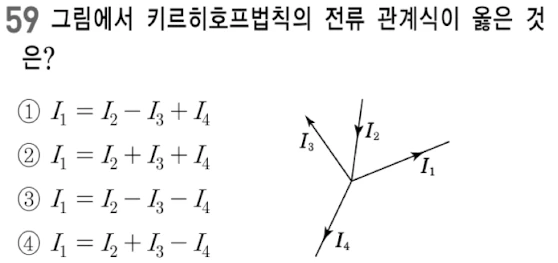 59 그림에서 키르히호프법칙의 전류 관계식이 옳은 것
은?
① I₁ = I₂ − I₃ + I₄
② I₁ = I₂ + I₃ + I₄
③ I₁ = I₂ − I₃ − I₄
④ I₁ = I₂ + I₃ − I₄
I₂
I₃
I₁
I₄